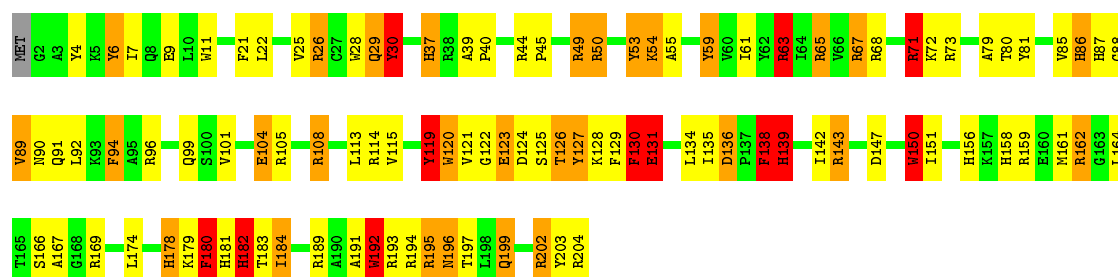 MET G2 A3 Y4 K5 Y6 I7 Q8 E9 L10 W11 F21 L22 V25 R26 C27 W28 Q29 Y30 H37 R38 A39 P40 R44 P45 R49 R50 Y53 K54 A55 Y59 V60 I61 Y62 R63 I64 R65 V66 R67 R68 R71 K72 R73 A79 T80 Y81 V85 H86 H87 G88
V89 N90 Q91 L92 K93 F94 A95 R96 Q99 S100 V101 E104 R105 R108 L113 R114 V115 Y119 W120 V121 G122 E123 D124 S125 T126 Y127 K128 F129 F130 E131 L134 I135 D136 P137 F138 H139 I142 R143 D147 W150 I151 H156 K157 H158 R159 E160 M161 R162 G163 L164
T165 S166 A167 G168 R169 L174 H178 K179 F180 H181 H182 T183 I184 R189 A190 A191 W192 R193 R194 R195 N196 T197 L198 Q199 R202 Y203 R204